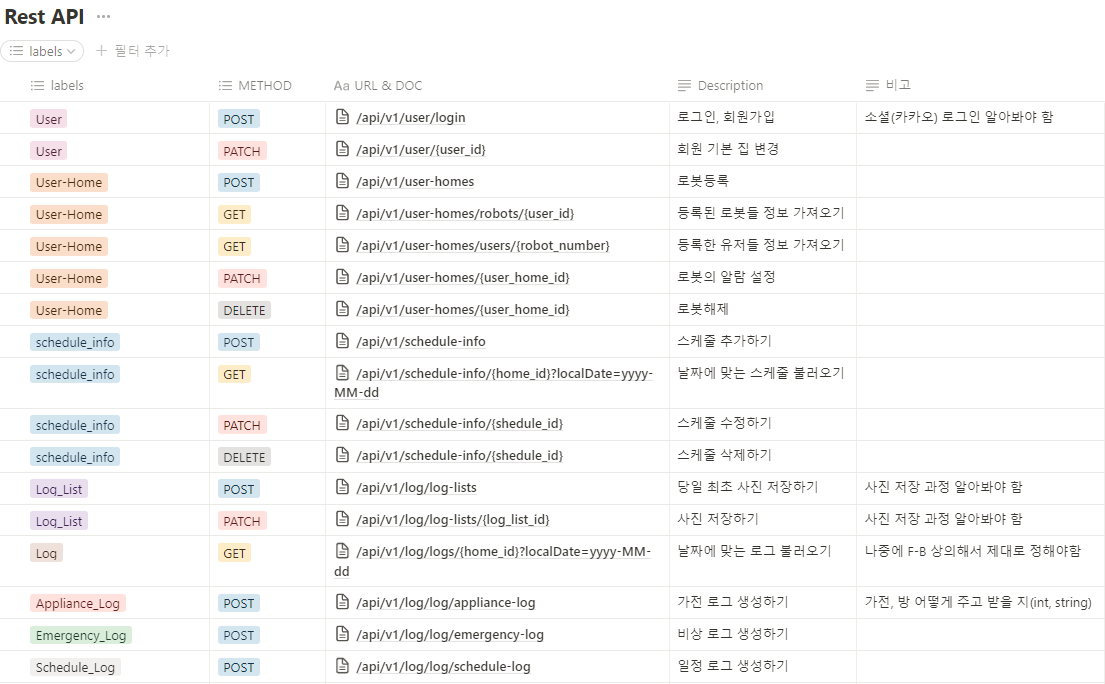 Rest API ...
labels
+ 필터 추가
labels METHOD Aa URL & DOC Description 비고
User POST /api/v1/user/login 로그인, 회원가입 소셜(카카오) 로그인 알아봐야 함
User PATCH /api/v1/user/{user_id} 회원 기본 집 변경
User-Home POST /api/v1/user-homes 로봇등록
User-Home GET /api/v1/user-homes/robots/{user_id} 등록된 로봇들 정보 가져오기
User-Home GET /api/v1/user-homes/users/{robot_number} 등록한 유저들 정보 가져오기
User-Home PATCH /api/v1/user-homes/{user_home_id} 로봇의 알람 설정
User-Home DELETE /api/v1/user-homes/{user_home_id} 로봇해제
schedule_info POST /api/v1/schedule-info 스케줄 추가하기
schedule_info GET /api/v1/schedule-info/{home_id}?localDate=yyyy- 날짜에 맞는 스케줄 불러오기
MM-dd
schedule_info PATCH /api/v1/schedule-info/{shedule_id} 스케줄 수정하기
schedule_info DELETE /api/v1/schedule-info/{shedule_id} 스케줄 삭제하기
Log_List POST /api/v1/log/log-lists 당일 최초 사진 저장하기 사진 저장 과정 알아봐야 함
Log_List PATCH /api/v1/log/log-lists/{log_list_id} 사진 저장하기 사진 저장 과정 알아봐야 함
Log GET /api/v1/log/logs/{home_id}?localDate=yyyy-MM- 날짜에 맞는 로그 불러오기 나중에 F-B 상의해서 제대로 정해야함
dd
Appliance_Log POST /api/v1/log/log/appliance-log 가전 로그 생성하기 가전, 방 어떻게 주고 받을 지(int, string)
Emergency_Log POST /api/v1/log/log/emergency-log 비상 로그 생성하기
Schedule_Log POST /api/v1/log/log/schedule-log 일정 로그 생성하기